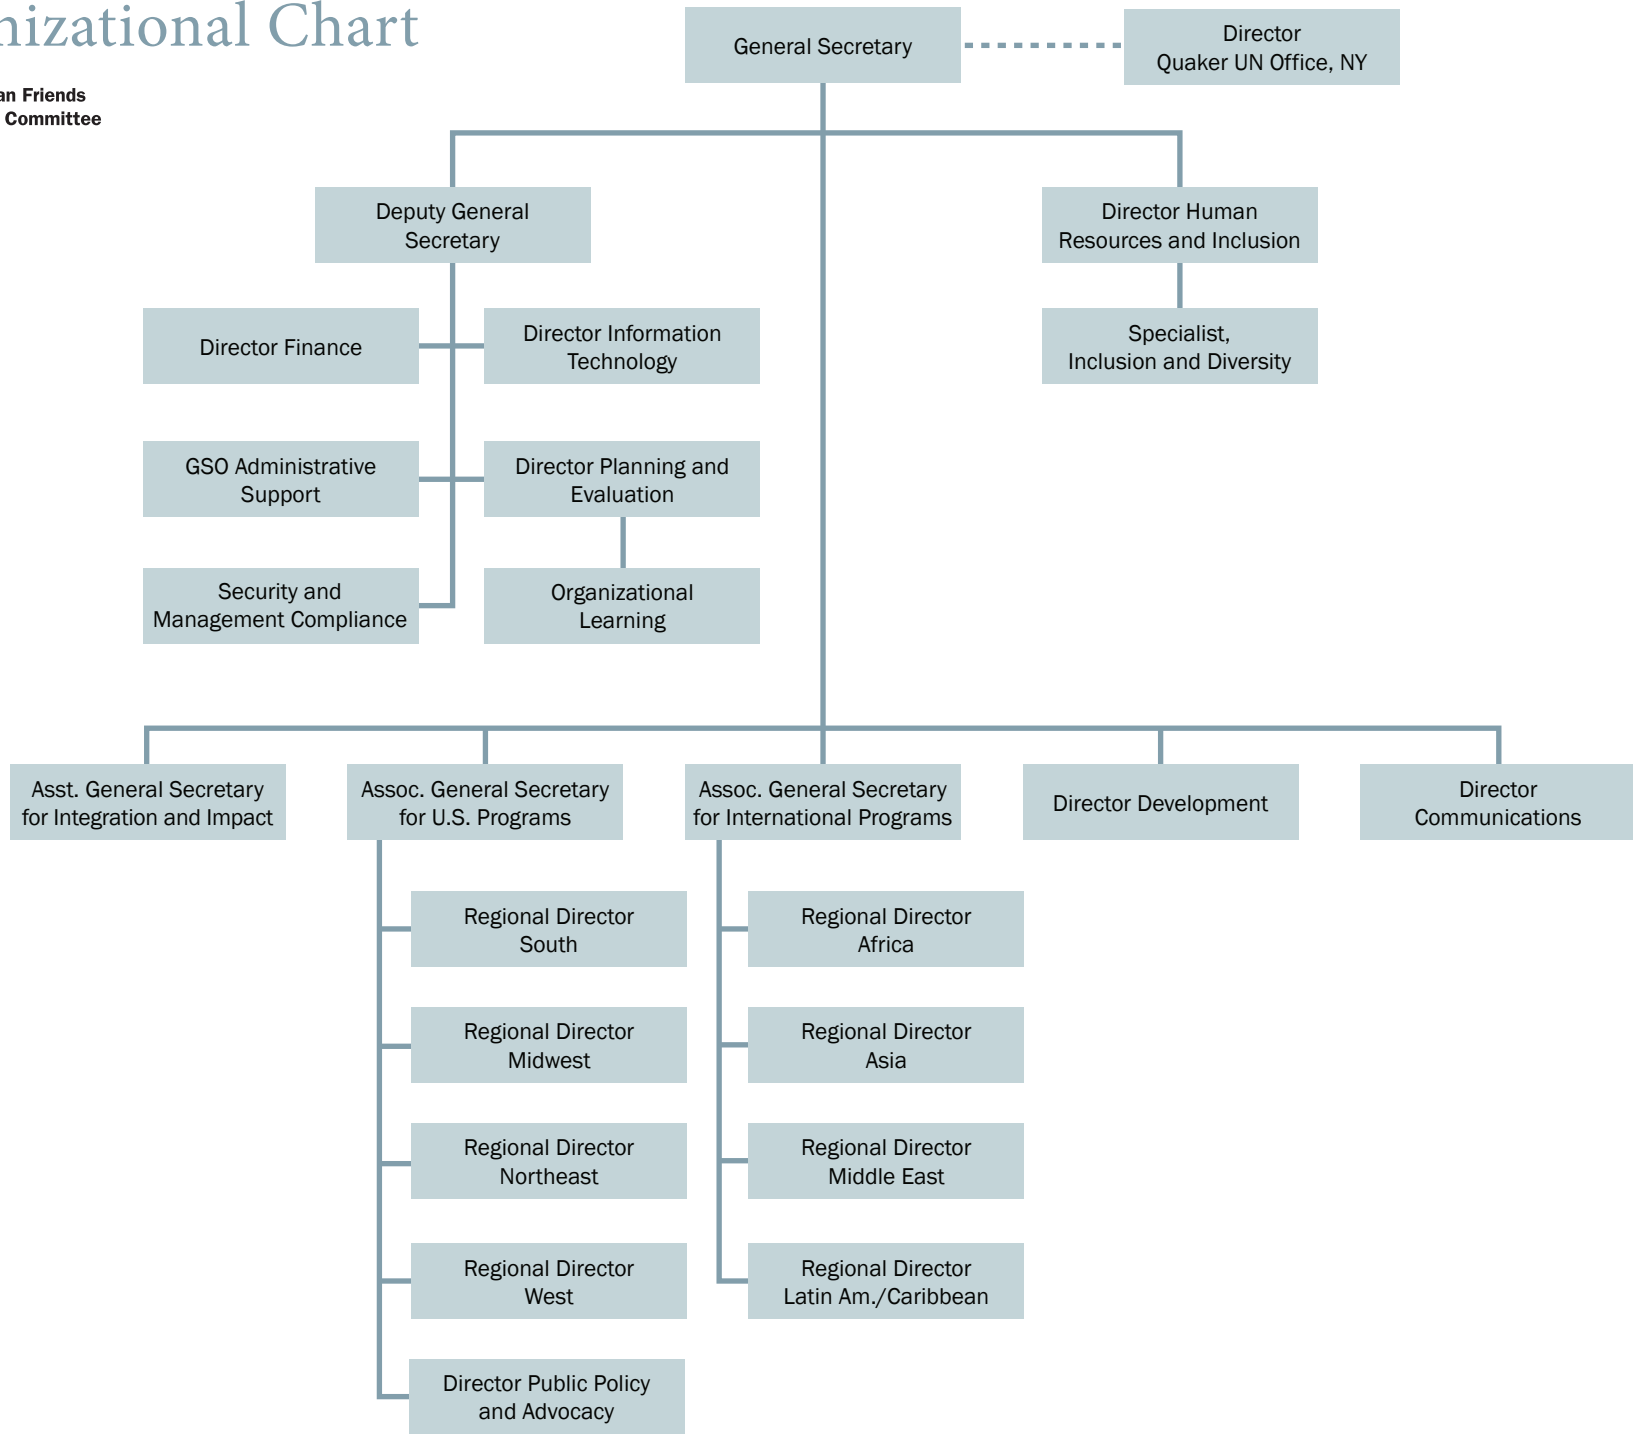 nizational Chart
an Friends
Committee
General Secretary
Director
Quaker UN Office, NY
Deputy General
Secretary
Director Human
Resources and Inclusion
Director Finance
Director Information
Technology
Specialist,
Inclusion and Diversity
GSO Administrative
Support
Director Planning and
Evaluation
Security and
Management Compliance
Organizational
Learning
Asst. General Secretary
for Integration and Impact
Assoc. General Secretary
for U.S. Programs
Assoc. General Secretary
for International Programs
Director Development
Director
Communications
Regional Director
South
Regional Director
Midwest
Regional Director
Northeast
Regional Director
West
Director Public Policy
and Advocacy
Regional Director
Africa
Regional Director
Asia
Regional Director
Middle East
Regional Director
Latin Am./Caribbean